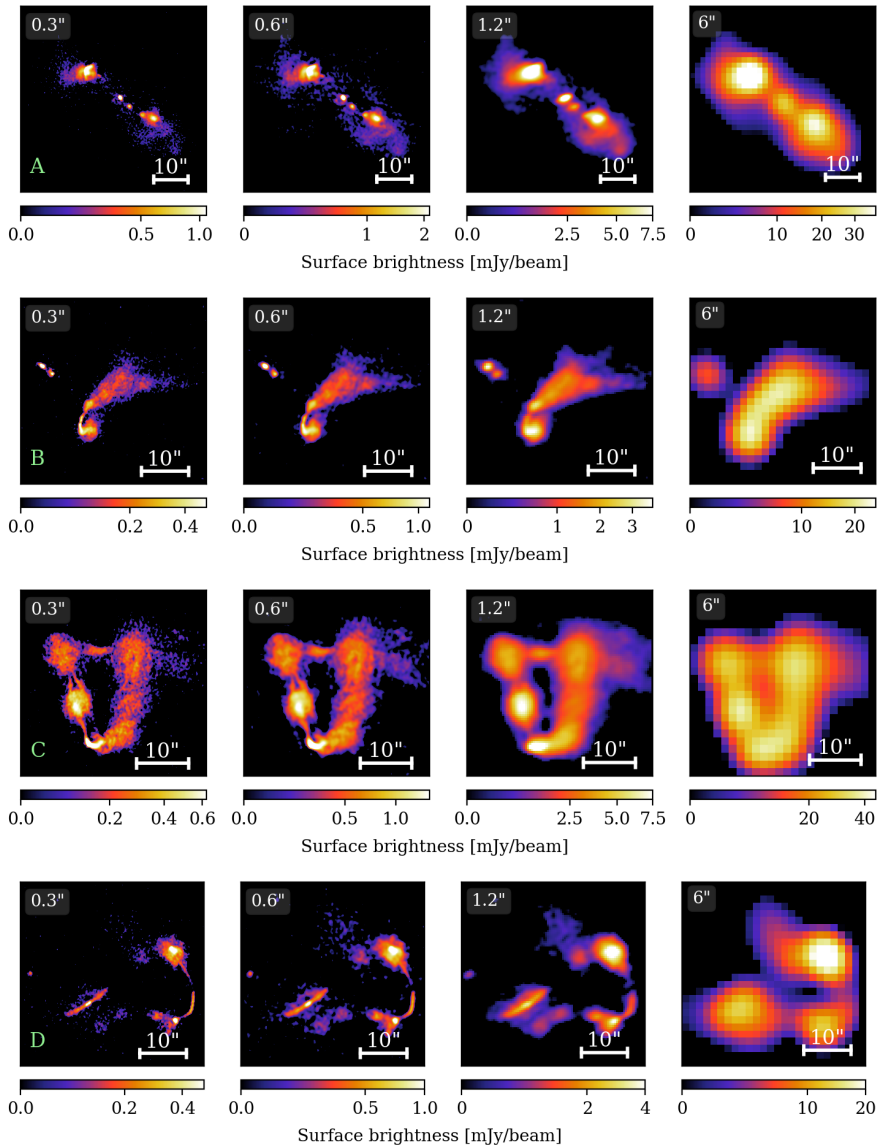 0.3" 0.6" 1.2" 6"
A 10" 10" 10" 10"
0.0 0.5 1.0 0 1 2 0.0 2.5 5.0 7.5 0 10 20 30
Surface brightness [mJy/beam]
0.3" 0.6" 1.2" 6"
B 10" 10" 10" 10"
0.0 0.2 0.4 0.0 0.5 1.0 0 1 2 3 0 10 20
Surface brightness [mJy/beam]
0.3" 0.6" 1.2" 6"
C 10" 10" 10" 10"
0.0 0.2 0.4 0.6 0.0 0.5 1.0 0.0 2.5 5.0 7.5 0 20 40
Surface brightness [mJy/beam]
0.3" 0.6" 1.2" 6"
D 10" 10" 10" 10"
0.0 0.2 0.4 0.0 0.5 1.0 0 2 4 0 10 20
Surface brightness [mJy/beam]